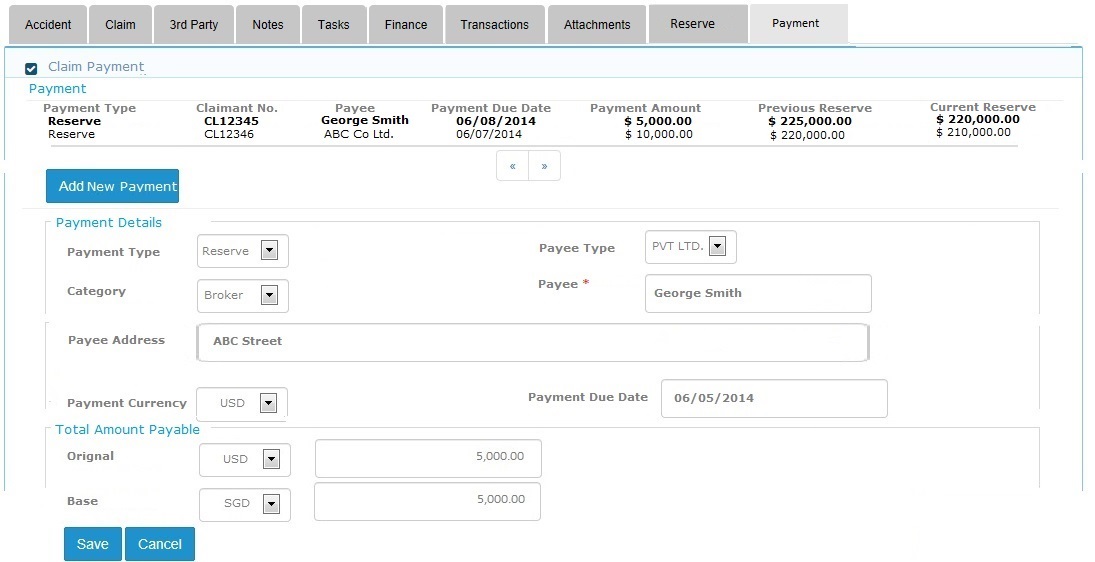 Accident Claim 3rd Party Notes Tasks Finance Transactions Attachments Reserve Payment
Claim Payment
Payment
Payment Type Claimant No. Payee Payment Due Date Payment Amount Previous Reserve Current Reserve
Reserve CL12345 George Smith 06/08/2014 $ 5,000.00 $ 225,000.00 $ 220,000.00
Reserve CL12346 ABC Co Ltd. 06/07/2014 $ 10,000.00 $ 220,000.00 $ 210,000.00
« »
Add New Payment
Payment Details
Payment Type Reserve Payee Type PVT LTD.
Category Broker Payee * George Smith
Payee Address ABC Street
Payment Currency USD Payment Due Date 06/05/2014
Total Amount Payable
Orignal USD 5,000.00
Base SGD 5,000.00
Save Cancel